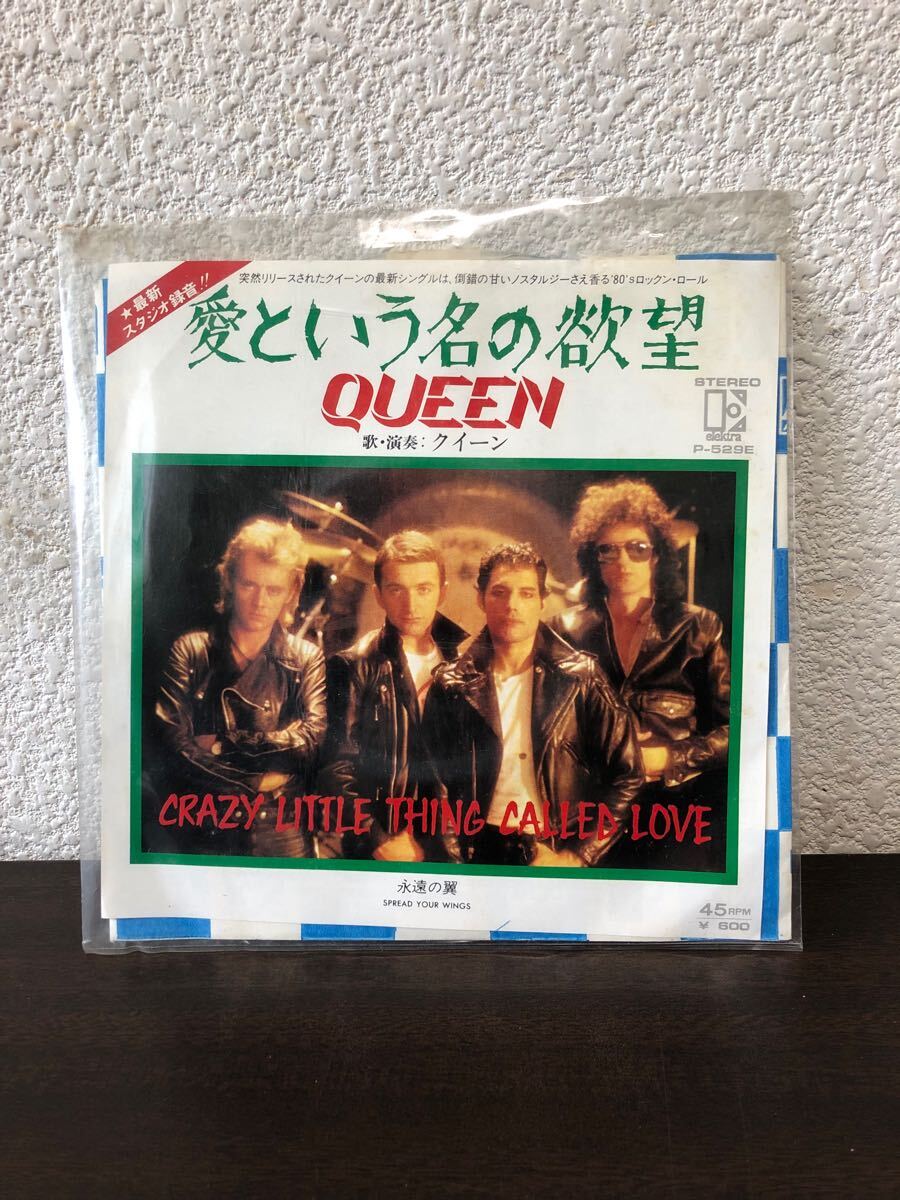 ★最新
スタジオ録音!!
突然リリースされたクイーンの最新シングルは、倒錯の甘いノスタルジーさえ香る'80'sロックン・ロール
愛という名の欲望
QUEEN
歌・演奏:クイーン
STEREO
elektra
P-529E
CRAZY LITTLE THING CALLED LOVE
永遠の翼
SPREAD YOUR WINGS
45RPM
¥ 600